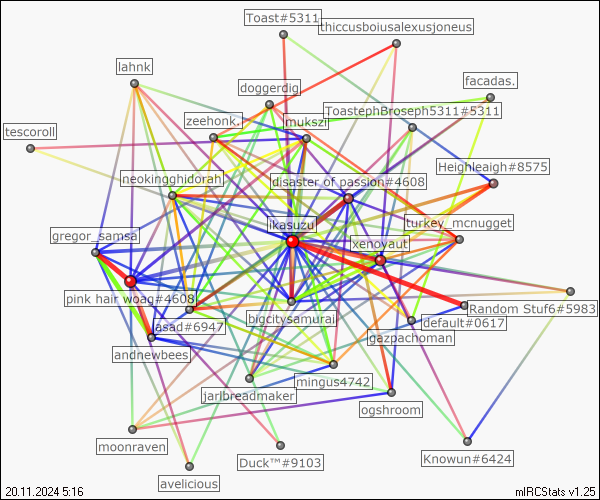 Toast#5311
thiccusboiusalexusjoneus
lahnk
doggerdig
facadas.
zeehonk.
mukszi
ToastephBroseph5311#5311
tescoroll
Heighleigh#8575
neokingghidorah
disaster of passion#4608
ikasuzu
turkey_mcnugget
gregor_samsa
xenovaut
pink hair woag#4608
bigcitysamurai
Random Stuf6#5983
asad#6947
default#0617
gazpachoman
andnewbees
mingus4742
jarlbreadmaker
ogshroom
moonraven
Duck™#9103
Knowun#6424
avelicious
20.11.2024 5:16
mIRCStats v1.25